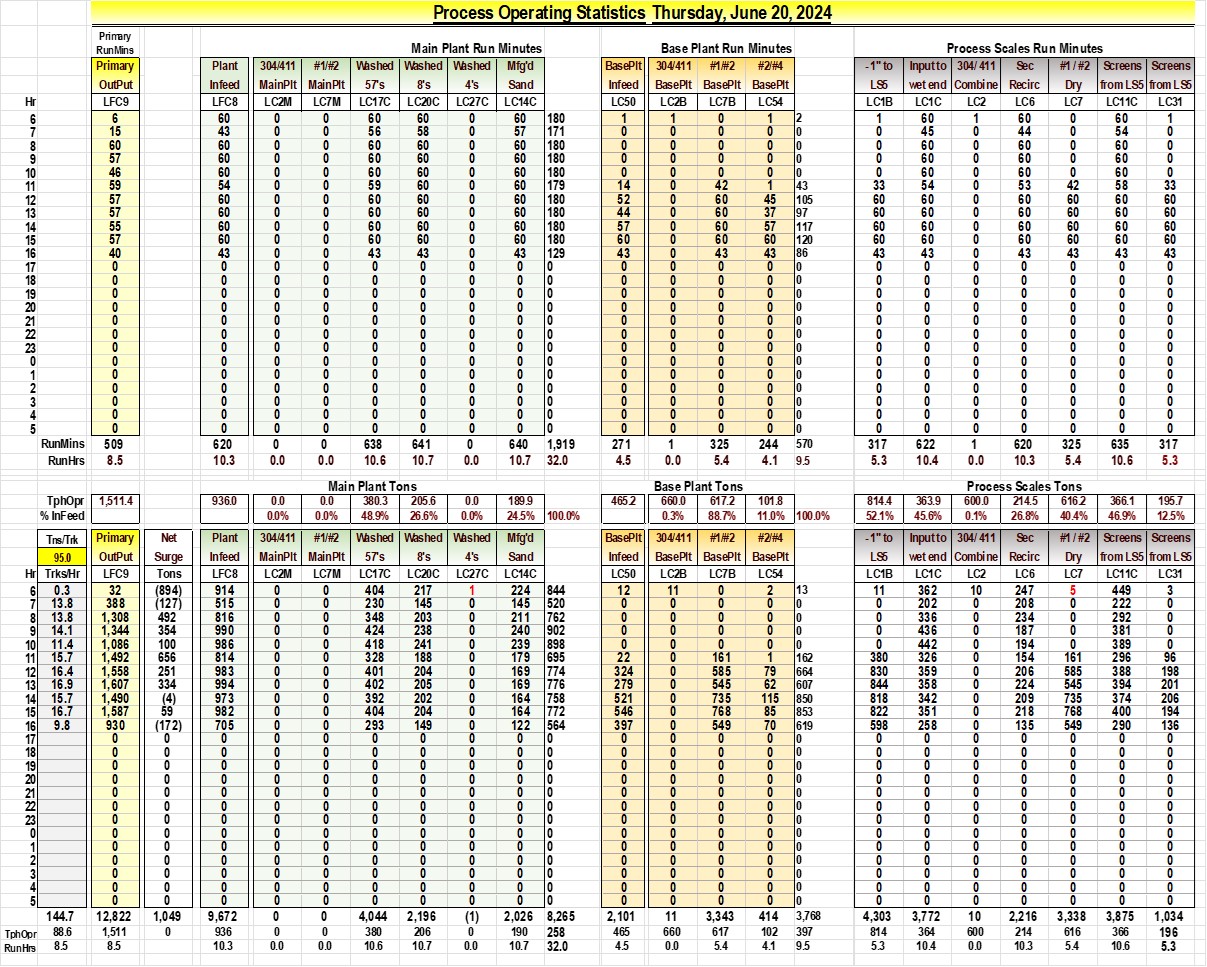 Process Operating Statistics Thursday, June 20, 2024
Primary
RunMins Main Plant Run Minutes Base Plant Run Minutes Process Scales Run Minutes
Primary Plant 304/411 #1/#2 Washed Washed Washed Mfg'd BasePlt 304/411 #1/#2 #2/#4 - 1" to Input to 304/ 411 Sec #1 / #2 Screens Screens
OutPut Infeed MainPlt MainPlt 57's 8's 4's Sand Infeed BasePlt BasePlt BasePlt LS5 wet end Combine Recirc Dry from LS5 from LS5
Hr LFC9 LFC8 LC2M LC7M LC17C LC20C LC27C LC14C LC50 LC2B LC7B LC54 LC1B LC1C LC2 LC6 LC7 LC11C LC31
6 6 60 0 0 60 60 0 60 180 1 1 0 1 2 1 60 1 60 0 60 1
7 15 43 0 0 56 58 0 57 171 0 0 0 0 0 0 45 0 44 0 54 0
8 60 60 0 0 60 60 0 60 180 0 0 0 0 0 0 60 0 60 0 60 0
9 57 60 0 0 60 60 0 60 180 0 0 0 0 0 0 60 0 60 0 60 0
10 46 60 0 0 60 60 0 60 180 0 0 0 0 0 0 60 0 60 0 60 0
11 59 54 0 0 59 60 0 60 179 14 0 42 1 43 33 54 0 53 42 58 33
12 57 60 0 0 60 60 0 60 180 52 0 60 45 105 60 60 0 60 60 60 60
13 57 60 0 0 60 60 0 60 180 44 0 60 37 97 60 60 0 60 60 60 60
14 55 60 0 0 60 60 0 60 180 57 0 60 57 117 60 60 0 60 60 60 60
15 57 60 0 0 60 60 0 60 180 60 0 60 60 120 60 60 0 60 60 60 60
16 40 43 0 0 43 43 0 43 129 43 0 43 43 86 43 43 0 43 43 43 43
17 0 0 0 0 0 0 0 0 0 0 0 0 0 0 0 0 0 0 0 0 0
18 0 0 0 0 0 0 0 0 0 0 0 0 0 0 0 0 0 0 0 0 0
19 0 0 0 0 0 0 0 0 0 0 0 0 0 0 0 0 0 0 0 0 0
20 0 0 0 0 0 0 0 0 0 0 0 0 0 0 0 0 0 0 0 0 0
21 0 0 0 0 0 0 0 0 0 0 0 0 0 0 0 0 0 0 0 0 0
22 0 0 0 0 0 0 0 0 0 0 0 0 0 0 0 0 0 0 0 0 0
23 0 0 0 0 0 0 0 0 0 0 0 0 0 0 0 0 0 0 0 0 0
0 0 0 0 0 0 0 0 0 0 0 0 0 0 0 0 0 0 0 0 0 0
1 0 0 0 0 0 0 0 0 0 0 0 0 0 0 0 0 0 0 0 0 0
2 0 0 0 0 0 0 0 0 0 0 0 0 0 0 0 0 0 0 0 0 0
3 0 0 0 0 0 0 0 0 0 0 0 0 0 0 0 0 0 0 0 0 0
4 0 0 0 0 0 0 0 0 0 0 0 0 0 0 0 0 0 0 0 0 0
5 0 0 0 0 0 0 0 0 0 0 0 0 0 0 0 0 0 0 0 0 0
RunMins 509 620 0 0 638 641 0 640 1,919 271 1 325 244 570 317 622 1 620 325 635 317
RunHrs 8.5 10.3 0.0 0.0 10.6 10.7 0.0 10.7 32.0 4.5 0.0 5.4 4.1 9.5 5.3 10.4 0.0 10.3 5.4 10.6 5.3
Main Plant Tons Base Plant Tons Process Scales Tons
TphOpr 1,511.4 936.0 0.0 0.0 380.3 205.6 0.0 189.9 465.2 660.0 617.2 101.8 814.4 363.9 600.0 214.5 616.2 366.1 195.7
% InFeed 0.0% 0.0% 48.9% 26.6% 0.0% 24.5% 100.0% 0.3% 88.7% 11.0% 100.0% 52.1% 45.6% 0.1% 26.8% 40.4% 46.9% 12.5%
Tns/Trk Primary Net Plant 304/411 #1/#2 Washed Washed Washed Mfg'd BasePlt 304/411 #1/#2 #2/#4 - 1" to Input to 304/ 411 Sec #1 / #2 Screens Screens
95.0 OutPut Surge Infeed MainPlt MainPlt 57's 8's 4's Sand Infeed BasePlt BasePlt BasePlt LS5 wet end Combine Recirc Dry from LS5 from LS5
Hr Trks/Hr LFC9 Tons LFC8 LC2M LC7M LC17C LC20C LC27C LC14C LC50 LC2B LC7B LC54 LC1B LC1C LC2 LC6 LC7 LC11C LC31
6 0.3 32 (894) 914 0 0 404 217 1 224 844 12 11 0 2 13 11 362 10 247 5 449 3
7 13.8 388 (127) 515 0 0 230 145 0 145 520 0 0 0 0 0 0 202 0 208 0 222 0
8 13.8 1,308 492 816 0 0 348 203 0 211 762 0 0 0 0 0 0 336 0 234 0 292 0
9 14.1 1,344 354 990 0 0 424 238 0 240 902 0 0 0 0 0 0 436 0 187 0 381 0
10 11.4 1,086 100 986 0 0 418 241 0 239 898 0 0 0 0 0 0 442 0 194 0 389 0
11 15.7 1,492 656 814 0 0 328 188 0 179 695 22 0 161 1 162 380 326 0 154 161 296 96
12 16.4 1,558 251 983 0 0 401 204 0 169 774 324 0 585 79 664 830 359 0 206 585 388 198
13 16.9 1,607 334 994 0 0 402 205 0 169 776 279 0 545 62 607 844 358 0 224 545 394 201
14 15.7 1,490 (4) 973 0 0 392 202 0 164 758 521 0 735 115 850 818 342 0 209 735 374 206
15 16.7 1,587 59 982 0 0 404 204 0 164 772 546 0 768 85 853 822 351 0 218 768 400 194
16 9.8 930 (172) 705 0 0 293 149 0 122 564 397 0 549 70 619 598 258 0 135 549 290 136
17 0 0 0 0 0 0 0 0 0 0 0 0 0 0 0 0 0 0 0 0 0 0
18 0 0 0 0 0 0 0 0 0 0 0 0 0 0 0 0 0 0 0 0 0 0
19 0 0 0 0 0 0 0 0 0 0 0 0 0 0 0 0 0 0 0 0 0 0
20 0 0 0 0 0 0 0 0 0 0 0 0 0 0 0 0 0 0 0 0 0 0
21 0 0 0 0 0 0 0 0 0 0 0 0 0 0 0 0 0 0 0 0 0 0
22 0 0 0 0 0 0 0 0 0 0 0 0 0 0 0 0 0 0 0 0 0 0
23 0 0 0 0 0 0 0 0 0 0 0 0 0 0 0 0 0 0 0 0 0 0
0 0 0 0 0 0 0 0 0 0 0 0 0 0 0 0 0 0 0 0 0 0 0
1 0 0 0 0 0 0 0 0 0 0 0 0 0 0 0 0 0 0 0 0 0 0
2 0 0 0 0 0 0 0 0 0 0 0 0 0 0 0 0 0 0 0 0 0 0
3 0 0 0 0 0 0 0 0 0 0 0 0 0 0 0 0 0 0 0 0 0 0
4 0 0 0 0 0 0 0 0 0 0 0 0 0 0 0 0 0 0 0 0 0 0
5 0 0 0 0 0 0 0 0 0 0 0 0 0 0 0 0 0 0 0 0 0 0
144.7 12,822 1,049 9,672 0 0 4,044 2,196 (1) 2,026 8,265 2,101 11 3,343 414 3,768 4,303 3,772 10 2,216 3,338 3,875 1,034
TphOpr 88.6 1,511 0 936 0 0 380 206 0 190 258 465 660 617 102 397 814 364 600 214 616 366 196
RunHrs 8.5 8.5 10.3 0.0 0.0 10.6 10.7 0.0 10.7 32.0 4.5 0.0 5.4 4.1 9.5 5.3 10.4 0.0 10.3 5.4 10.6 5.3